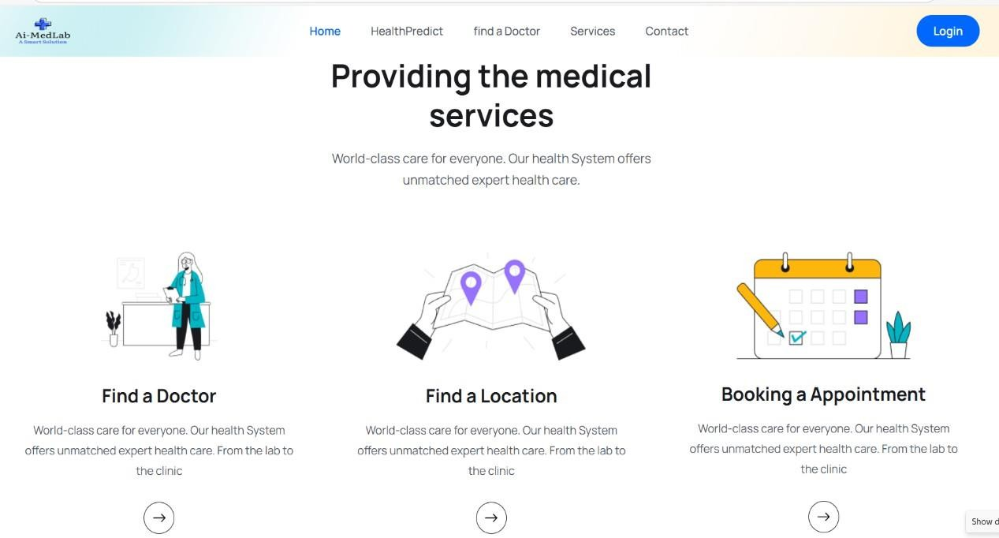 Ai-MedLab
A Smart Solution
Home
HealthPredict
find a Doctor
Services
Contact
Login
Providing the medical
services
World-class care for everyone. Our health System offers
unmatched expert health care.
Find a Doctor
World-class care for everyone. Our health System
offers unmatched expert health care. From the lab to
the clinic
Find a Location
World-class care for everyone. Our health System
offers unmatched expert health care. From the lab to
the clinic
Booking a Appointment
World-class care for everyone. Our health System
offers unmatched expert health care. From the lab to
the clinic
Show d